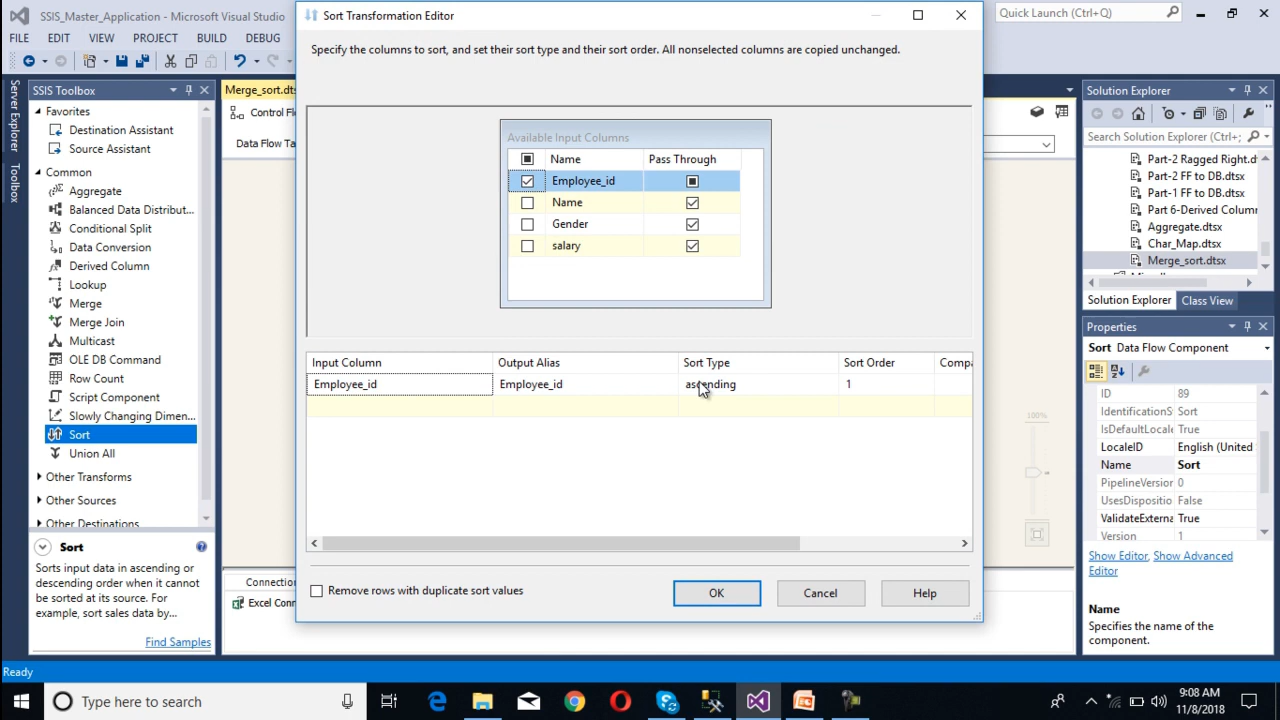 SSIS_Master_Application - Microsoft Visual Studio
Sort Transformation Editor
Quick Launch (Ctrl+Q)
FILE EDIT VIEW PROJECT BUILD DEBUG
Specify the columns to sort, and set their sort type and their sort order. All nonselected columns are copied unchanged.
Server Explorer
Toolbox
SSIS Toolbox
Favorites
Destination Assistant
Source Assistant
Common
Aggregate
Balanced Data Distribut...
Conditional Split
Data Conversion
Derived Column
Lookup
Merge
Merge Join
Multicast
OLE DB Command
Row Count
Script Component
Slowly Changing Dimen...
Sort
Union All
Other Transforms
Other Sources
Other Destinations
Sort
Sorts input data in ascending or
descending order when it cannot
be sorted at its source. For
example, sort sales data by...
Find Samples
Merge_sort.dts
Control Fl
Data Flow Ta
Connection
Excel Conn
Available Input Columns
Name Pass Through
Employee_id
Name
Gender
salary
Input Column Output Alias Sort Type Sort Order Compa
Employee_id Employee_id ascending 1
Remove rows with duplicate sort values
OK Cancel Help
100%
Solution Explorer
Search Solution Explorer (Ctrl+;)
Part-2 Ragged Right.d
Part-2 FF to DB.dtsx
Part-1 FF to DB.dtsx
Part 6-Derived Colum
Aggregate.dtsx
Char_Map.dtsx
Merge_sort.dtsx
Solution Explorer Class View
Properties
Sort Data Flow Component
ID 89
Identification S Sort
IsDefaultLocale
LocaleID English (United
Name Sort
PipelineVersion 0
UsesDispositio False
ValidateExterna True
Version 1
Show Editor, Show Advanced
Editor
Name
Specifies the name of the
component.
Ready
Type here to search
9:08 AM
11/8/2018